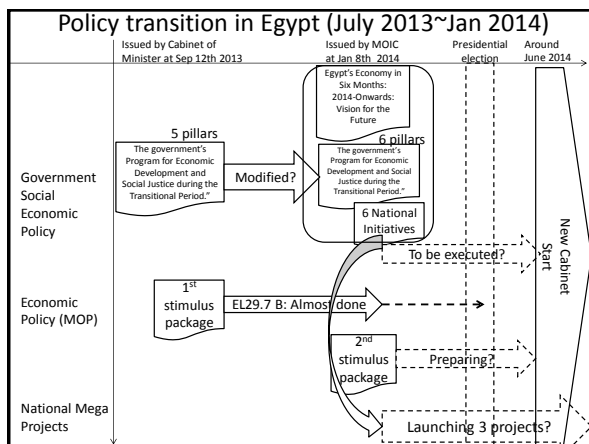 Policy transition in Egypt (July 2013~Jan 2014)
Issued by Cabinet of
Minister at Sep 12th 2013
Issued by MOIC
at Jan 8th 2014
Presidential
election
Around
June 2014
Egypt's Economy in
Six Months:
2014-Onwards:
Vision for the
Future
5 pillars
The government's
Program for Economic
Development and
Social Justice during the
Transitional Period."
Modified?
6 pillars
The government's
Program for Economic
Development and Social
Justice during the
Transitional Period."
Government
Social
Economic
Policy
6 National
Initiatives
To be executed?
New Cabinet
Start
Economic
Policy (MOP)
1st
stimulus
package
EL29.7 B: Almost done
2nd
stimulus
package
Preparing?
National Mega
Projects
Launching 3 projects?